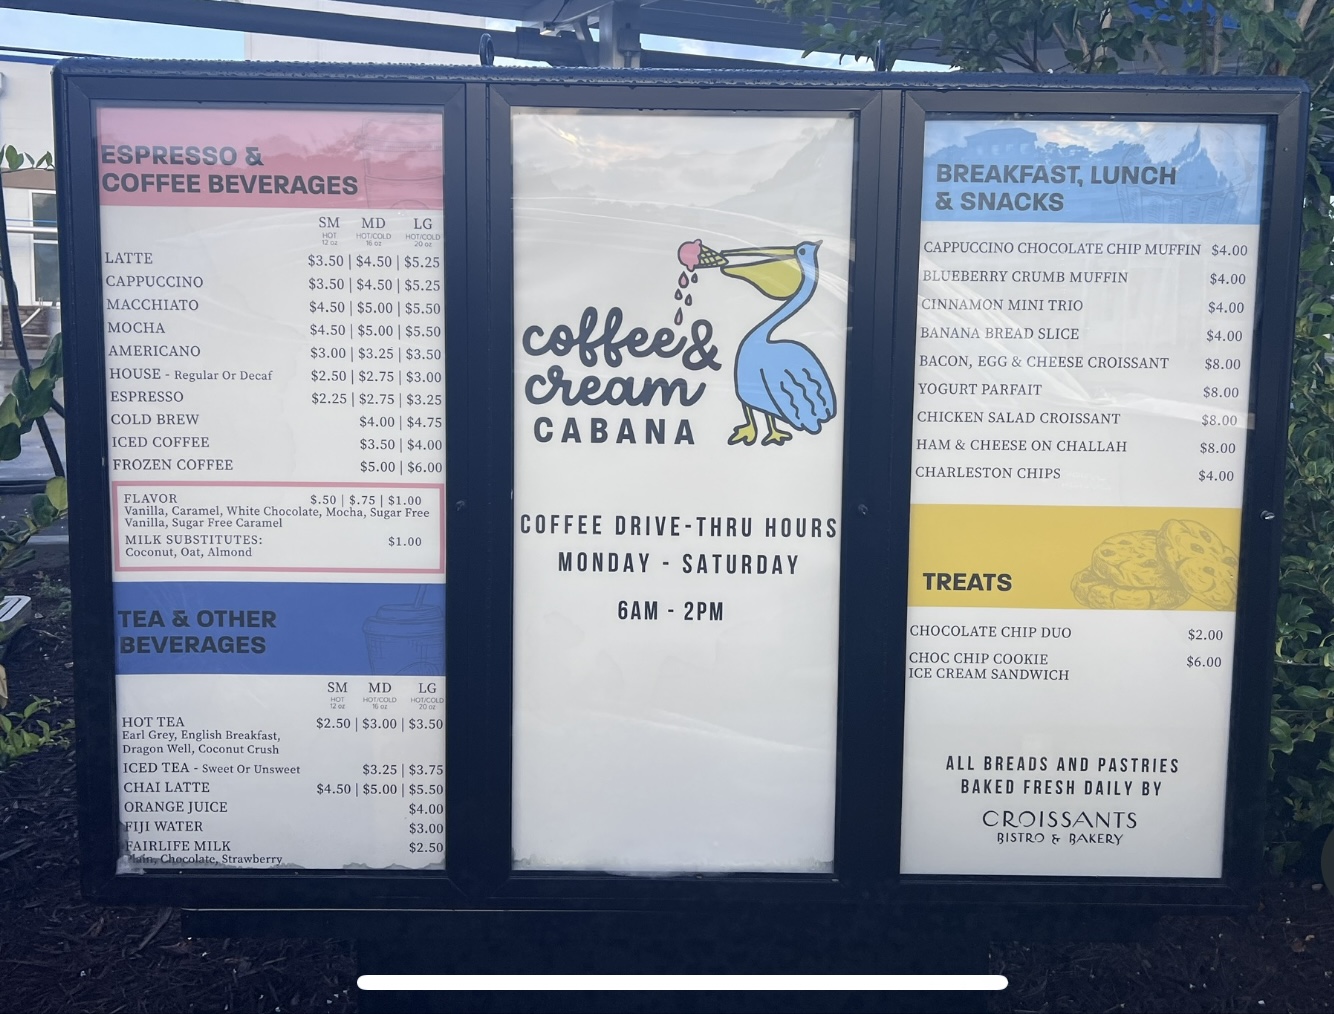 ESPRESSO &
COFFEE BEVERAGES
SM MD LG
HOT HOT/COLD HOT/COLD
12 oz 16 oz 20 oz
LATTE $3.50 | $4.50 | $5.25
CAPPUCCINO $3.50 | $4.50 | $5.25
MACCHIATO $4.50 | $5.00 | $5.50
MOCHA $4.50 | $5.00 | $5.50
AMERICANO $3.00 | $3.25 | $3.50
HOUSE - Regular Or Decaf $2.50 | $2.75 | $3.00
ESPRESSO $2.25 | $2.75 | $3.25
COLD BREW $4.00 | $4.75
ICED COFFEE $3.50 | $4.00
FROZEN COFFEE $5.00 | $6.00
FLAVOR $.50 | $.75 | $1.00
Vanilla, Caramel, White Chocolate, Mocha, Sugar Free
Vanilla, Sugar Free Caramel
MILK SUBSTITUTES: $1.00
Coconut, Oat, Almond
TEA & OTHER
BEVERAGES
SM MD LG
HOT HOT/COLD HOT/COLD
12 oz 16 oz 20 oz
HOT TEA $2.50 | $3.00 | $3.50
Earl Grey, English Breakfast,
Dragon Well, Coconut Crush
ICED TEA - Sweet Or Unsweet $3.25 | $3.75
CHAI LATTE $4.50 | $5.00 | $5.50
ORANGE JUICE $4.00
FIJI WATER $3.00
FAIRLIFE MILK $2.50
Plain, Chocolate, Strawberry
coffee &
cream
CABANA
COFFEE DRIVE-THRU HOURS
MONDAY - SATURDAY
6AM - 2PM
BREAKFAST, LUNCH
& SNACKS
CAPPUCCINO CHOCOLATE CHIP MUFFIN $4.00
BLUEBERRY CRUMB MUFFIN $4.00
CINNAMON MINI TRIO $4.00
BANANA BREAD SLICE $4.00
BACON, EGG & CHEESE CROISSANT $8.00
YOGURT PARFAIT $8.00
CHICKEN SALAD CROISSANT $8.00
HAM & CHEESE ON CHALLAH $8.00
CHARLESTON CHIPS $4.00
TREATS
CHOCOLATE CHIP DUO $2.00
CHOC CHIP COOKIE $6.00
ICE CREAM SANDWICH
ALL BREADS AND PASTRIES
BAKED FRESH DAILY BY
CROISSANTS
BISTRO & BAKERY